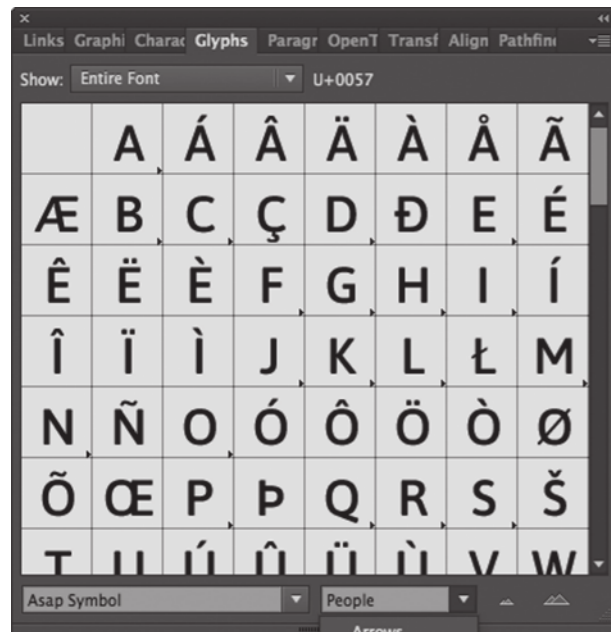 Links Graphi Charac Glyphs Paragr OpenT Transf Align Pathfin
Show: Entire Font U+0057
A Á Â Ä À Å Ã
Æ B C Ç D Đ E É
Ê Ë È F G H I Í
Î Ï Ì J K L Ł M
N Ñ O Ó Ô Ö Ò Ø
Õ Œ P Þ Q R S Š
T U Ú Û Ü Ù V W
Asap Symbol People
Arrows